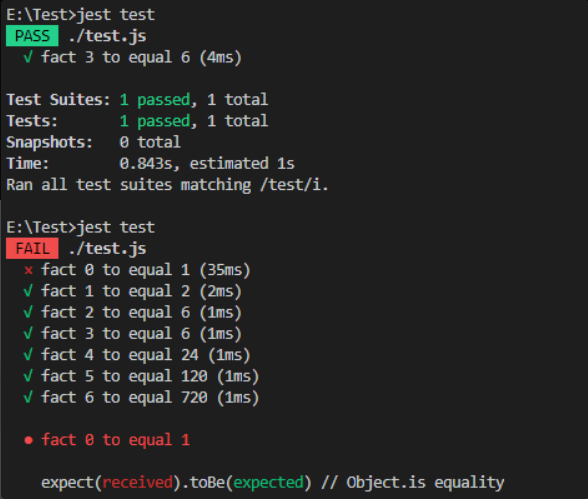 E:\Test>jest test
PASS ./test.js
√ fact 3 to equal 6 (4ms)
Test Suites: 1 passed, 1 total
Tests: 1 passed, 1 total
Snapshots: 0 total
Time: 0.843s, estimated 1s
Ran all test suites matching /test/i.
E:\Test>jest test
FAIL ./test.js
× fact 0 to equal 1 (35ms)
√ fact 1 to equal 2 (2ms)
√ fact 2 to equal 6 (1ms)
√ fact 3 to equal 6 (1ms)
√ fact 4 to equal 24 (1ms)
√ fact 5 to equal 120 (1ms)
√ fact 6 to equal 720 (1ms)
● fact 0 to equal 1
expect(received).toBe(expected) // Object.is equality